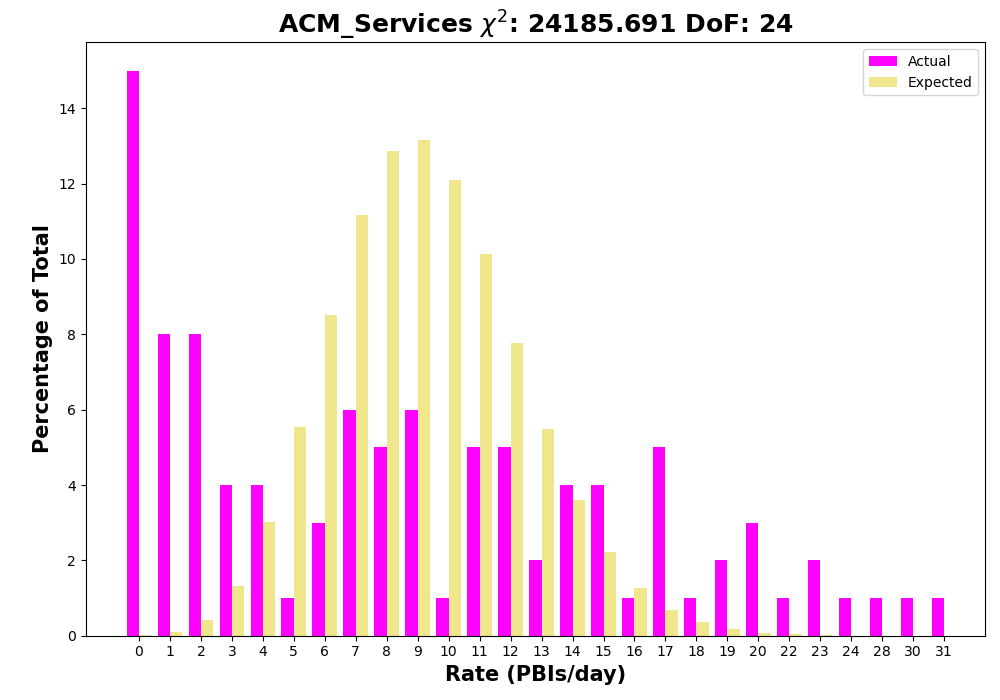 ACM_Services χ²: 24185.691 DoF: 24
Actual
Expected
Percentage of Total
14
12
10
8
6
4
2
0
0 1 2 3 4 5 6 7 8 9 10 11 12 13 14 15 16 17 18 19 20 22 23 24 28 30 31
Rate (PBIs/day)